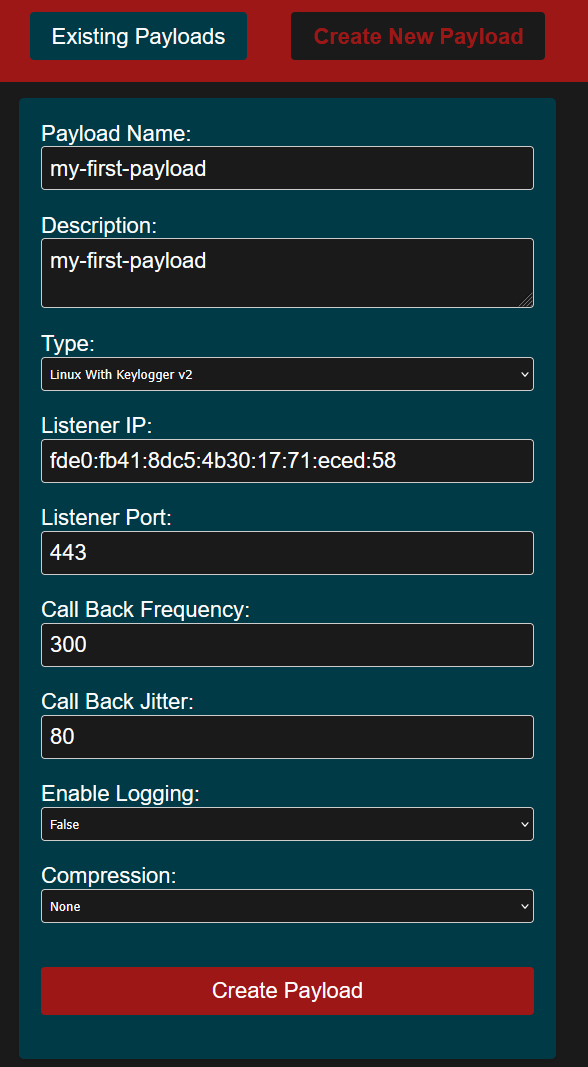 Existing Payloads
Create New Payload
Payload Name:
my-first-payload
Description:
my-first-payload
Type:
Linux With Keylogger v2
Listener IP:
fde0:fb41:8dc5:4b30:17:71:eced:58
Listener Port:
443
Call Back Frequency:
300
Call Back Jitter:
80
Enable Logging:
False
Compression:
None
Create Payload